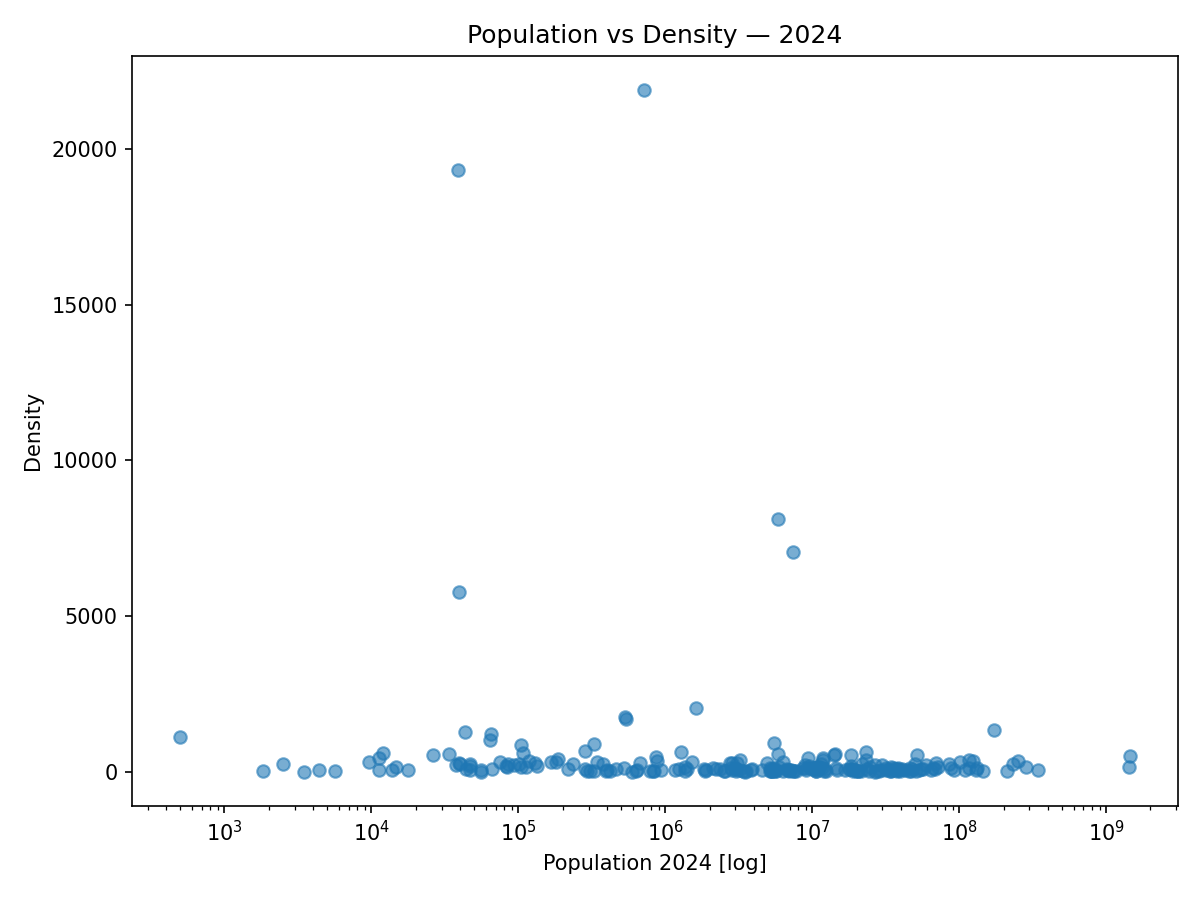 Population vs Density — 2024
Density
20000
15000
10000
5000
0
10³ 10⁴ 10⁵ 10⁶ 10⁷ 10⁸ 10⁹
Population 2024 [log]